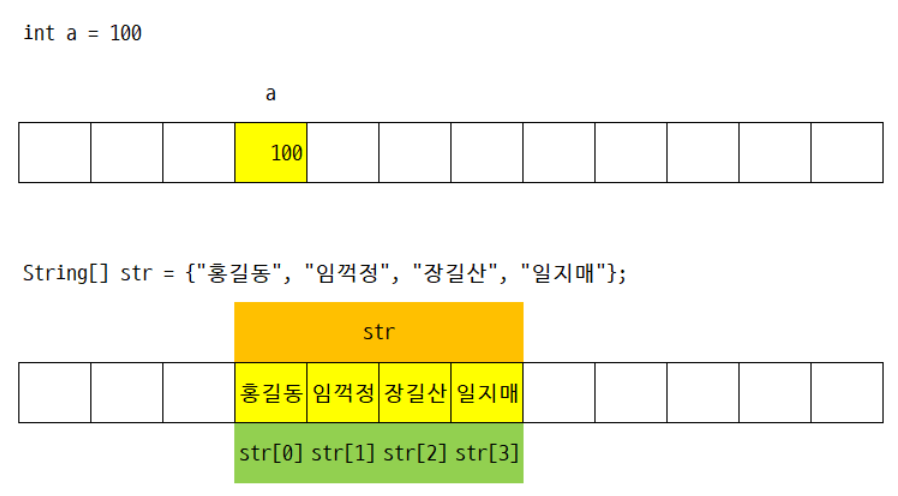 int a = 100
a
100
String[] str = {"홍길동", "임꺽정", "장길산", "일지매"};
str
홍길동 임꺽정 장길산 일지매
str[0] str[1] str[2] str[3]